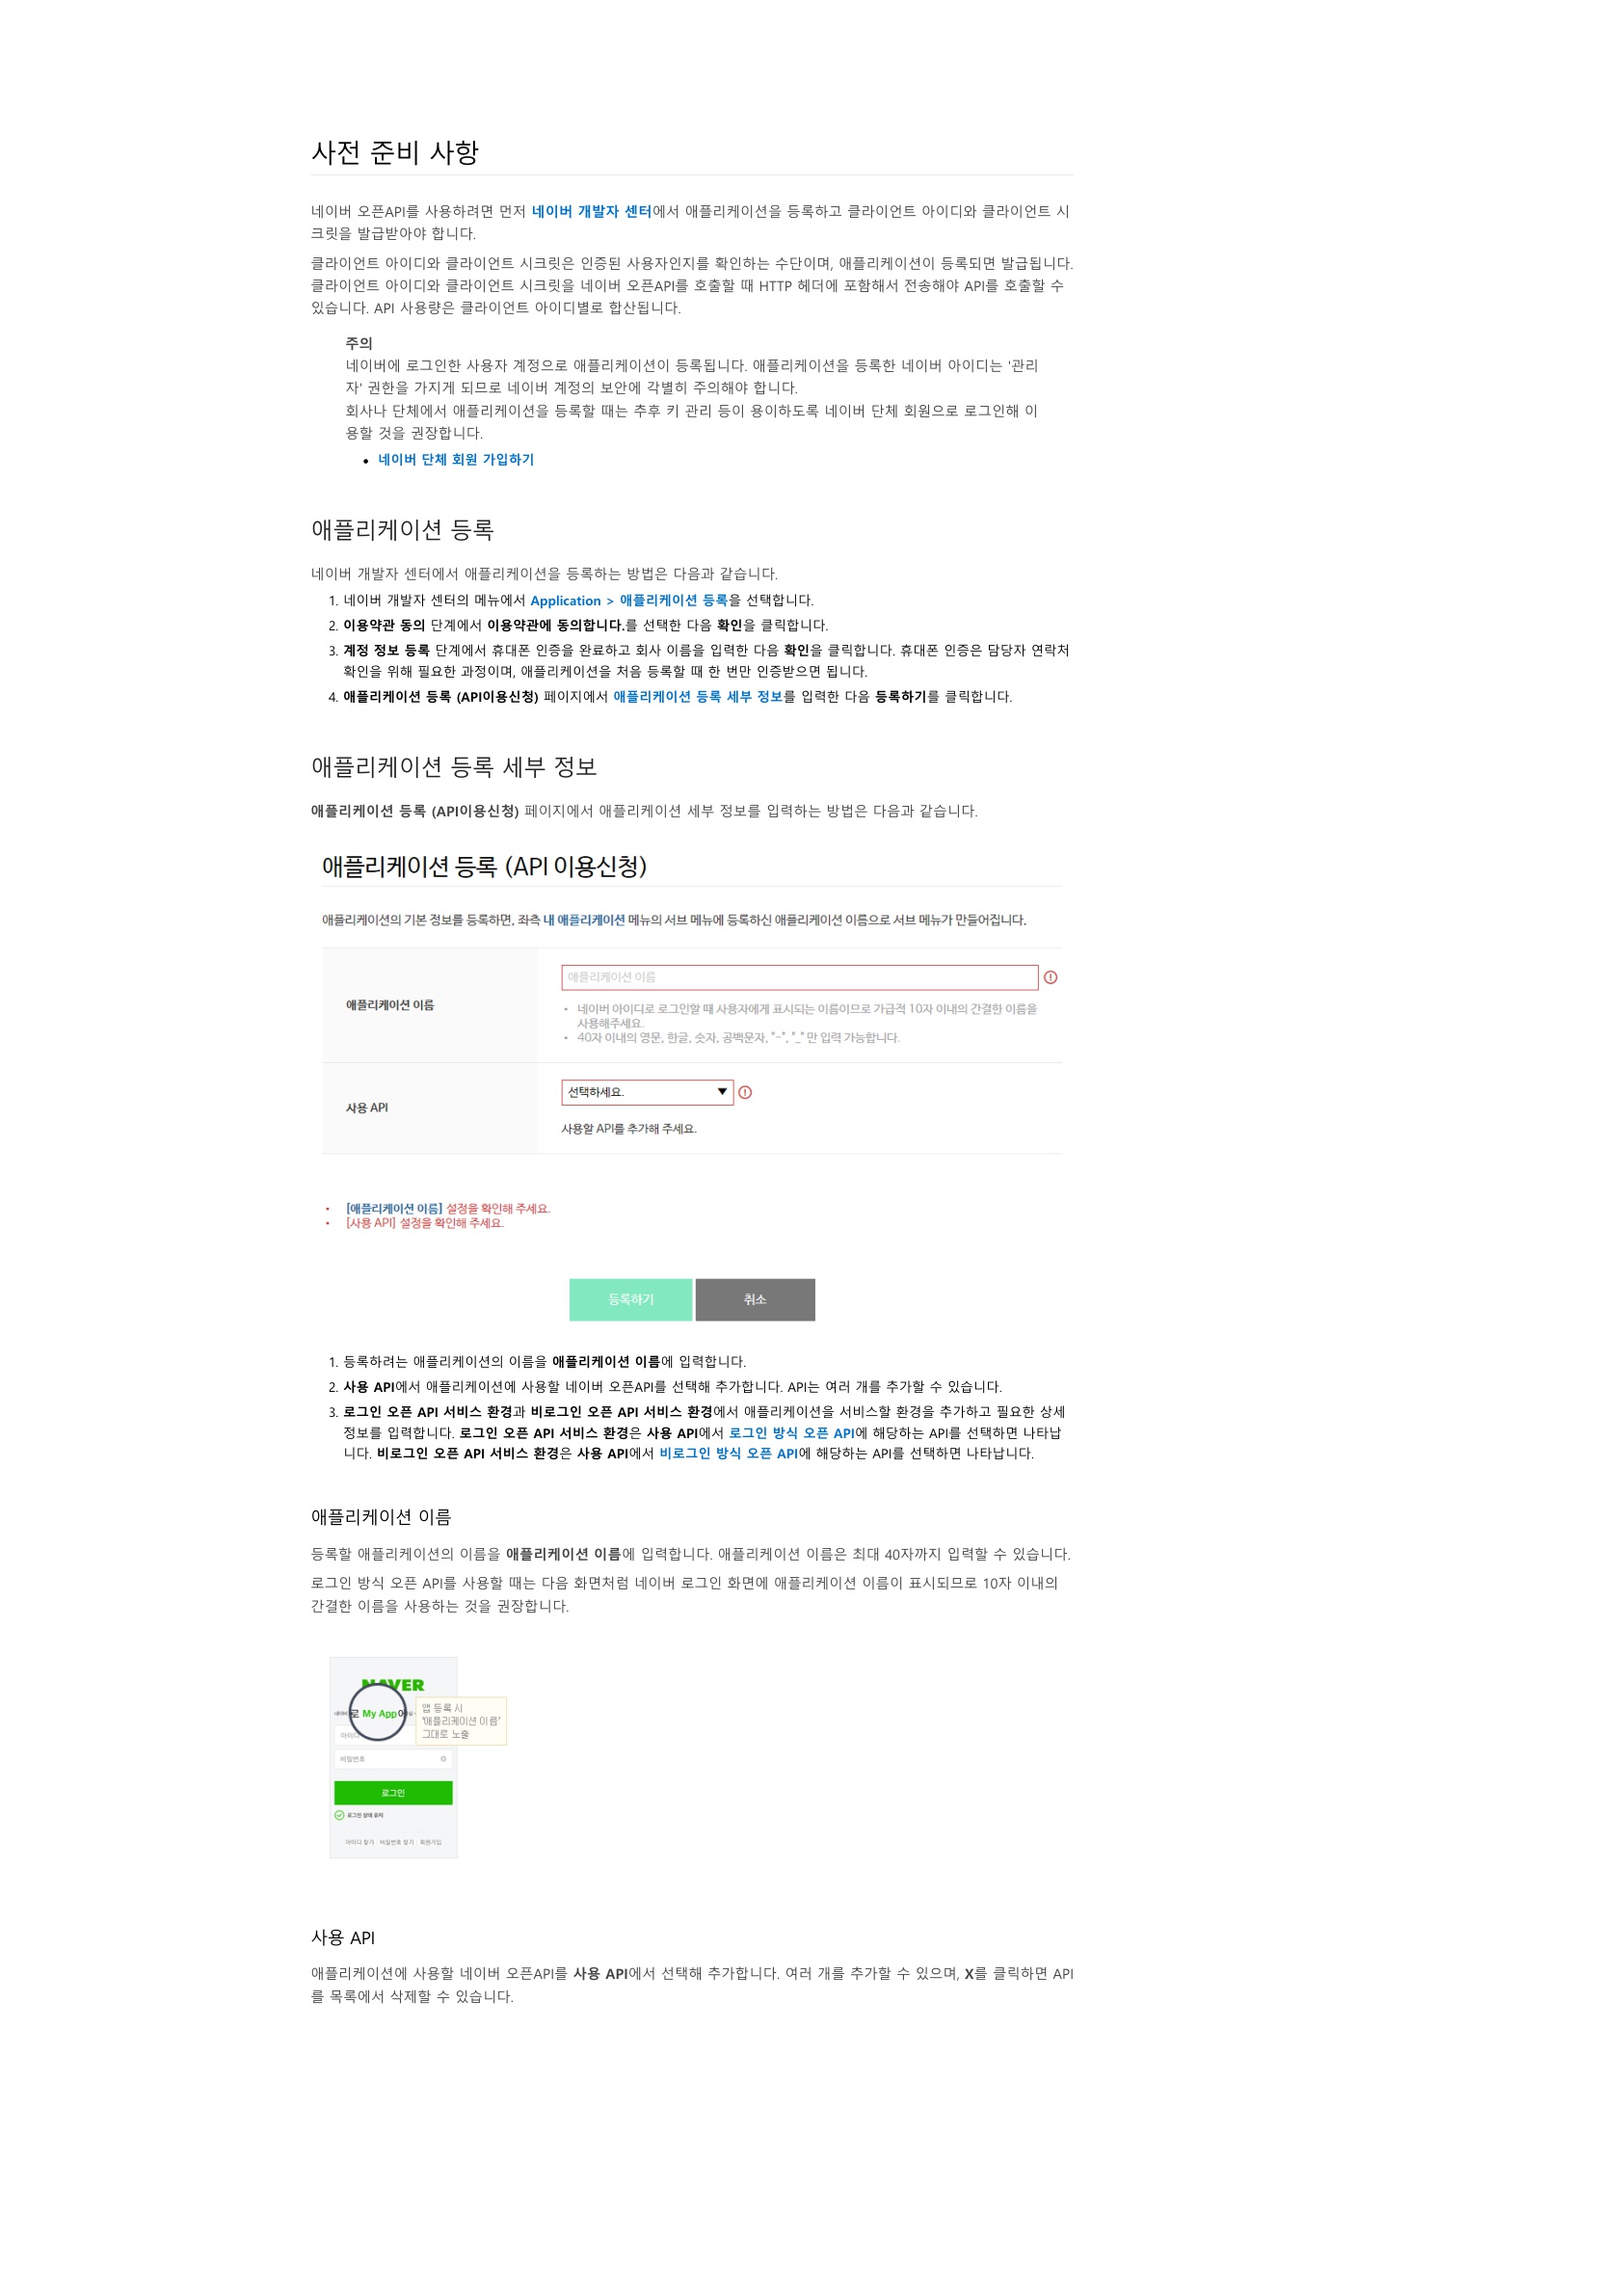 사전 준비 사항
네이버 오픈API를 사용하려면 먼저 네이버 개발자 센터에서 애플리케이션을 등록하고 클라이언트 아이디와 클라이언트 시
크릿을 발급받아야 합니다.
클라이언트 아이디와 클라이언트 시크릿은 인증된 사용자인지를 확인하는 수단이며, 애플리케이션이 등록되면 발급됩니다.
클라이언트 아이디와 클라이언트 시크릿을 네이버 오픈API를 호출할 때 HTTP 헤더에 포함해서 전송해야 API를 호출할 수
있습니다. API 사용량은 클라이언트 아이디별로 합산됩니다.
주의
네이버에 로그인한 사용자 계정으로 애플리케이션이 등록됩니다. 애플리케이션을 등록한 네이버 아이디는 '관리
자' 권한을 가지게 되므로 네이버 계정의 보안에 각별히 주의해야 합니다.
회사나 단체에서 애플리케이션을 등록할 때는 추후 키 관리 등이 용이하도록 네이버 단체 회원으로 로그인해 이
용할 것을 권장합니다.
• 네이버 단체 회원 가입하기
애플리케이션 등록
네이버 개발자 센터에서 애플리케이션을 등록하는 방법은 다음과 같습니다.
1. 네이버 개발자 센터의 메뉴에서 Application > 애플리케이션 등록을 선택합니다.
2. 이용약관 동의 단계에서 이용약관에 동의합니다.를 선택한 다음 확인을 클릭합니다.
3. 계정 정보 등록 단계에서 휴대폰 인증을 완료하고 회사 이름을 입력한 다음 확인을 클릭합니다. 휴대폰 인증은 담당자 연락처
확인을 위해 필요한 과정이며, 애플리케이션을 처음 등록할 때 한 번만 인증받으면 됩니다.
4. 애플리케이션 등록 (API이용신청) 페이지에서 애플리케이션 등록 세부 정보를 입력한 다음 등록하기를 클릭합니다.
애플리케이션 등록 세부 정보
애플리케이션 등록 (API이용신청) 페이지에서 애플리케이션 세부 정보를 입력하는 방법은 다음과 같습니다.
애플리케이션 등록 (API 이용신청)
애플리케이션의 기본 정보를 등록하면, 좌측 내 애플리케이션 메뉴의 서브 메뉴에 등록하신 애플리케이션 이름으로 서브 메뉴가 만들어집니다.
애플리케이션 이름
애플리케이션 이름
• 네이버 아이디로 로그인할 때 사용자에게 표시되는 이름이므로 가급적 10자 이내의 간결한 이름을
사용해주세요.
• 40자 이내의 영문, 한글, 숫자, 공백문자, "-", "_" 만 입력 가능합니다.
사용 API
선택하세요.
사용할 API를 추가해 주세요.
• [애플리케이션 이름] 설정을 확인해 주세요.
• [사용 API] 설정을 확인해 주세요.
등록하기 취소
1. 등록하려는 애플리케이션의 이름을 애플리케이션 이름에 입력합니다.
2. 사용 API에서 애플리케이션에 사용할 네이버 오픈API를 선택해 추가합니다. API는 여러 개를 추가할 수 있습니다.
3. 로그인 오픈 API 서비스 환경과 비로그인 오픈 API 서비스 환경에서 애플리케이션을 서비스할 환경을 추가하고 필요한 상세
정보를 입력합니다. 로그인 오픈 API 서비스 환경은 사용 API에서 로그인 방식 오픈 API에 해당하는 API를 선택하면 나타납
니다. 비로그인 오픈 API 서비스 환경은 사용 API에서 비로그인 방식 오픈 API에 해당하는 API를 선택하면 나타납니다.
애플리케이션 이름
등록할 애플리케이션의 이름을 애플리케이션 이름에 입력합니다. 애플리케이션 이름은 최대 40자까지 입력할 수 있습니다.
로그인 방식 오픈 API를 사용할 때는 다음 화면처럼 네이버 로그인 화면에 애플리케이션 이름이 표시되므로 10자 이내의
간결한 이름을 사용하는 것을 권장합니다.
NAVER
로 My App에
앱 등록 시
'애플리케이션 이름'
그대로 노출
아이디
비밀번호
로그인
로그인 상태 유지
아이디 찾기 비밀번호 찾기 회원가입
사용 API
애플리케이션에 사용할 네이버 오픈API를 사용 API에서 선택해 추가합니다. 여러 개를 추가할 수 있으며, X를 클릭하면 API
를 목록에서 삭제할 수 있습니다.